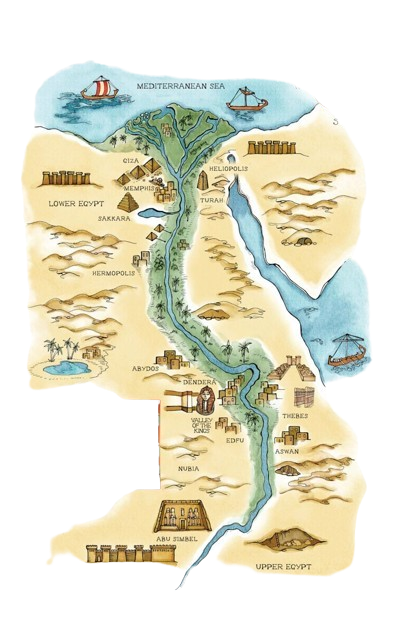 MEDITERRANEAN SEA
GIZA
HELIOPOLIS
MEMPHIS
LOWER EGYPT
TURAH
SAKKARA
HERMOPOLIS
ABYDOS
DENDERA
THEBES
VALLEY
OF THE
KINGS
EDFU
ASWAN
NUBIA
ABU SIMBEL
UPPER EGYPT